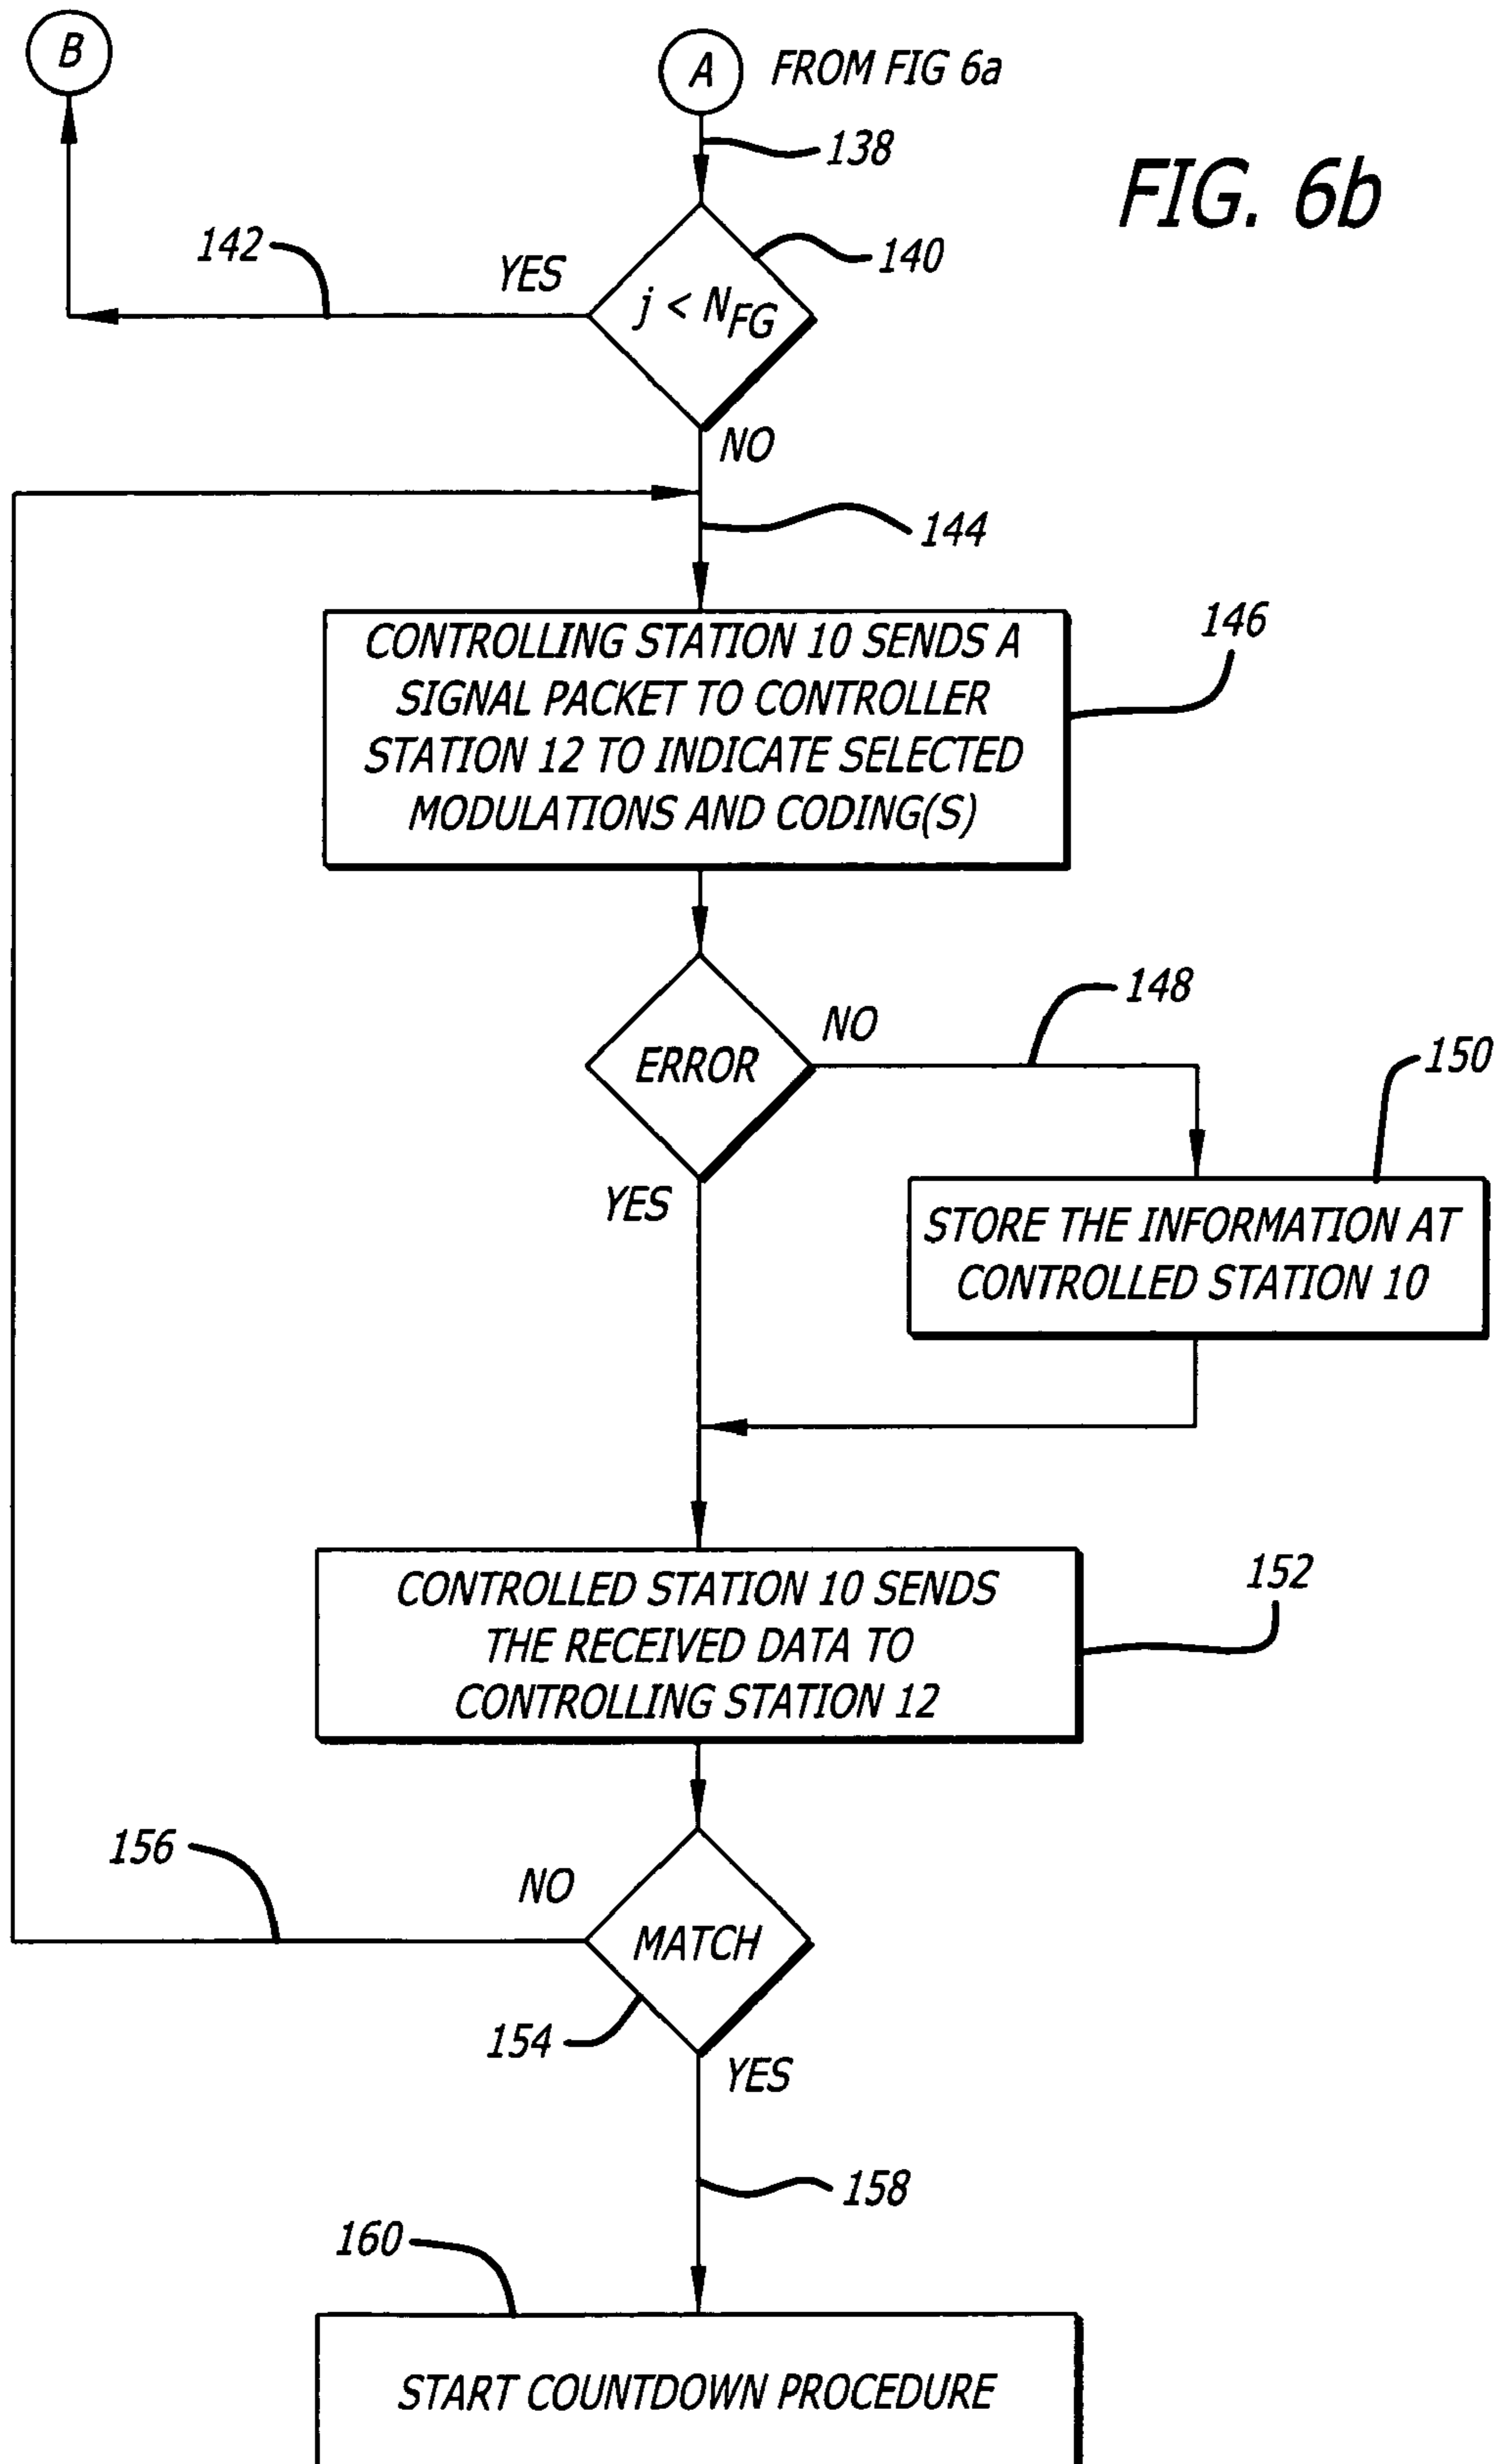 B
A FROM FIG 6a
138
FIG. 6b
142
YES
140
j < N_FG
NO
144
146
CONTROLLING STATION 10 SENDS A
SIGNAL PACKET TO CONTROLLER
STATION 12 TO INDICATE SELECTED
MODULATIONS AND CODING(S)
148
NO
ERROR
150
YES
STORE THE INFORMATION AT
CONTROLLED STATION 10
152
CONTROLLED STATION 10 SENDS
THE RECEIVED DATA TO
CONTROLLING STATION 12
156
NO
MATCH
154
YES
158
160
START COUNTDOWN PROCEDURE